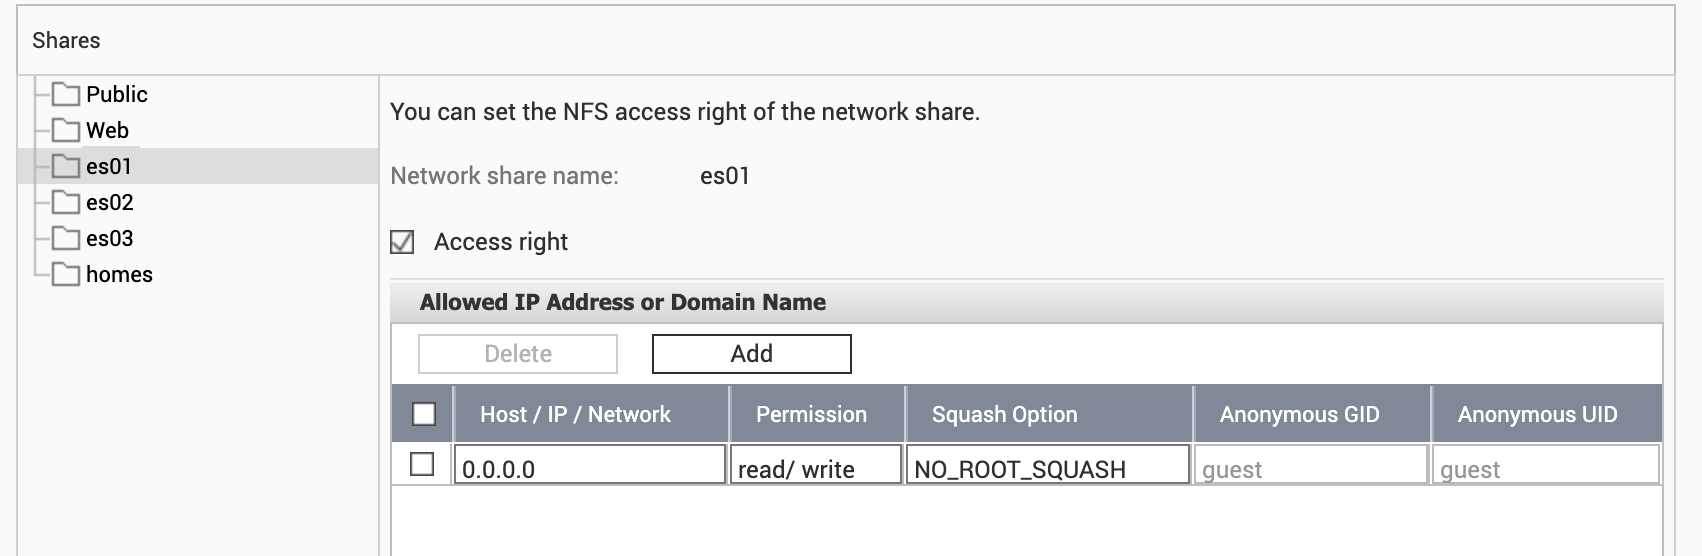 Shares
Public
Web
es01
es02
es03
homes
You can set the NFS access right of the network share.
Network share name: es01
Access right
Allowed IP Address or Domain Name
Delete Add
Host / IP / Network Permission Squash Option Anonymous GID Anonymous UID
0.0.0.0 read/ write NO_ROOT_SQUASH guest guest